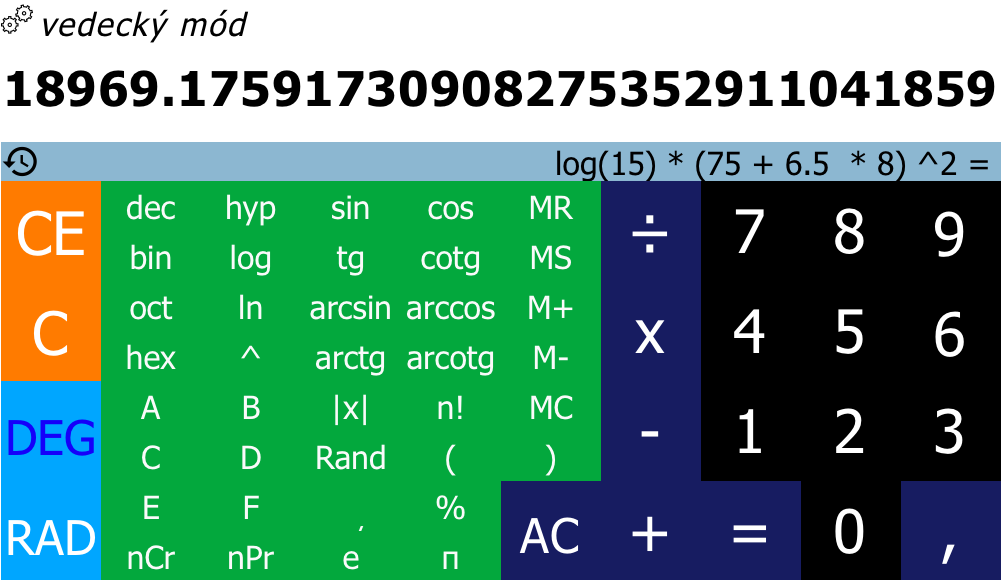 vedecký mód
18969.17591730908275352911041859
log(15) * (75 + 6.5  * 8) ^2 =
CE dec hyp sin cos MR ÷ 7 8 9
bin log tg cotg MS
C oct ln arcsin arccos M+ x 4 5 6
hex ^ arctg arcotg M-
DEG A B |x| n! MC - 1 2 3
C D Rand ( )
RAD E F , % AC + = 0 ,
nCr nPr e п